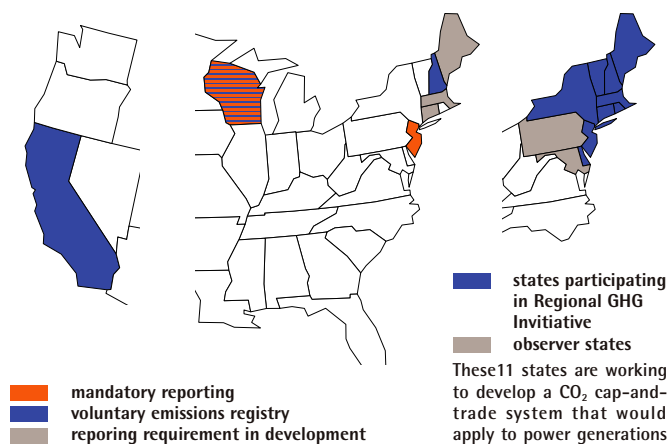 states participating
in Regional GHG
Invitiative
observer states
These11 states are working
to develop a CO₂ cap-and-
trade system that would
apply to power generations
mandatory reporting
voluntary emissions registry
reporing requirement in development